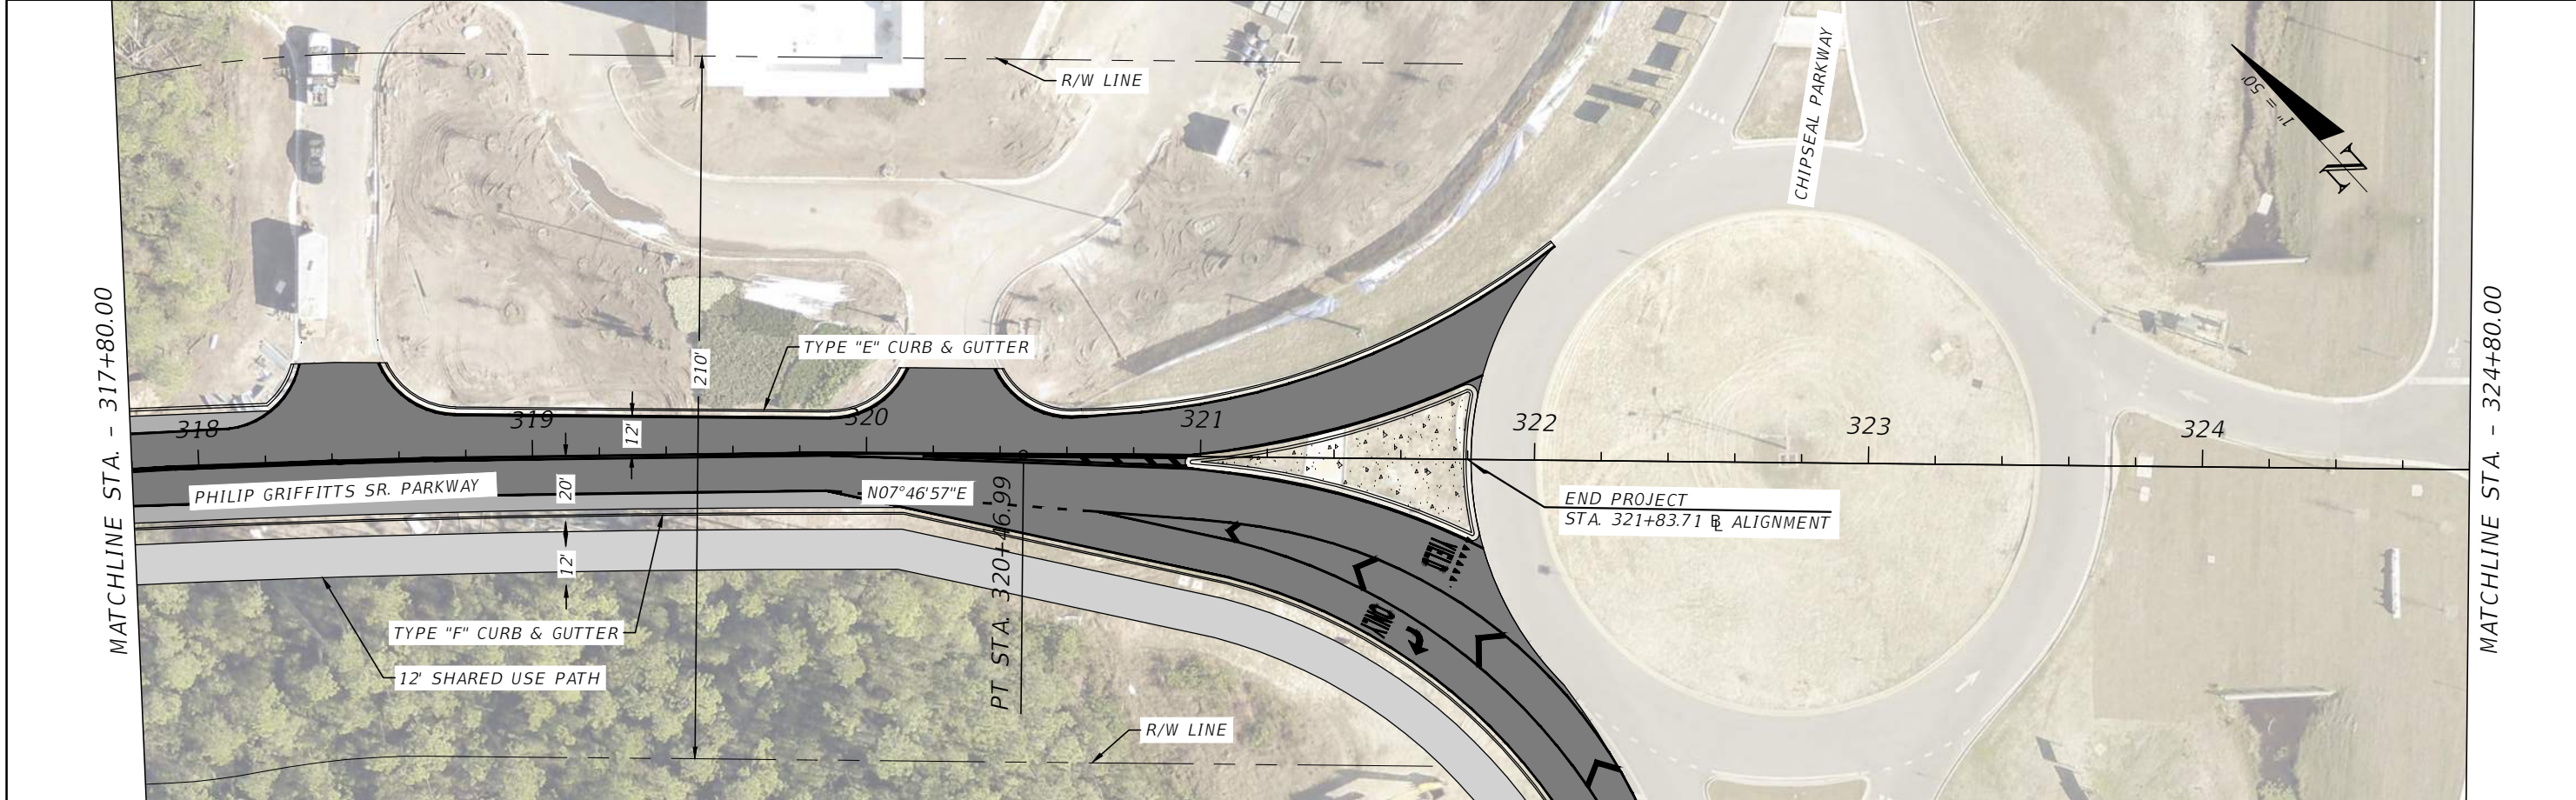 R/W LINE
CHIPSEAL PARKWAY
1" = 50'
N
MATCHLINE STA. - 317+80.00
210'
TYPE "E" CURB & GUTTER
318
319
320
321
322
323
324
12'
PHILIP GRIFFITTS SR. PARKWAY
20'
N07°46'57"E
PT STA. 320+46.99
END PROJECT
STA. 321+83.71 BL ALIGNMENT
MATCHLINE STA. - 324+80.00
YIELD
ONLY
12'
TYPE "F" CURB & GUTTER
12' SHARED USE PATH
R/W LINE